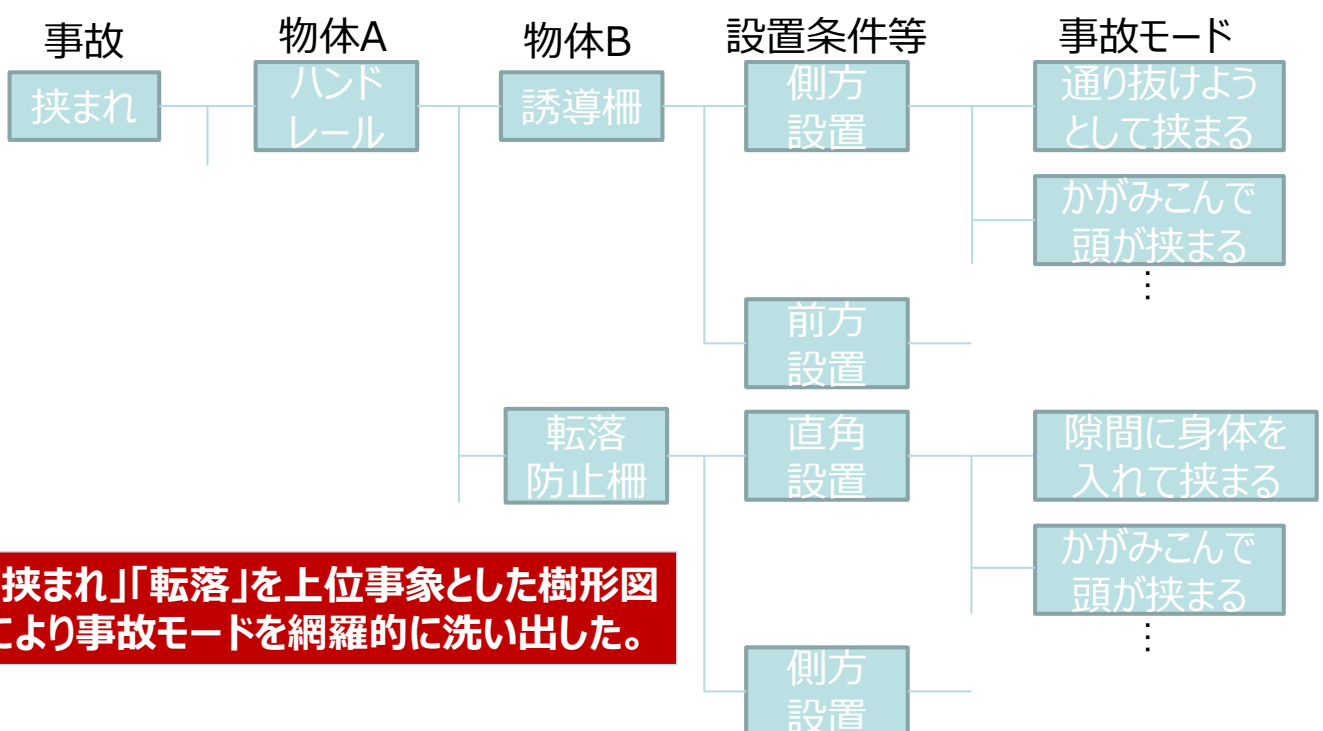 事故
物体A
物体B
設置条件等
事故モード
挟まれ
ハンド
レール
誘導柵
側方
設置
通り抜けよう
として挟まる
かがみこんで
頭が挟まる
⋮
前方
設置
転落
防止柵
直角
設置
隙間に身体を
入れて挟まる
かがみこんで
頭が挟まる
⋮
側方
設置
挟まれ」「転落」を上位事象とした樹形図
により事故モードを網羅的に洗い出した。